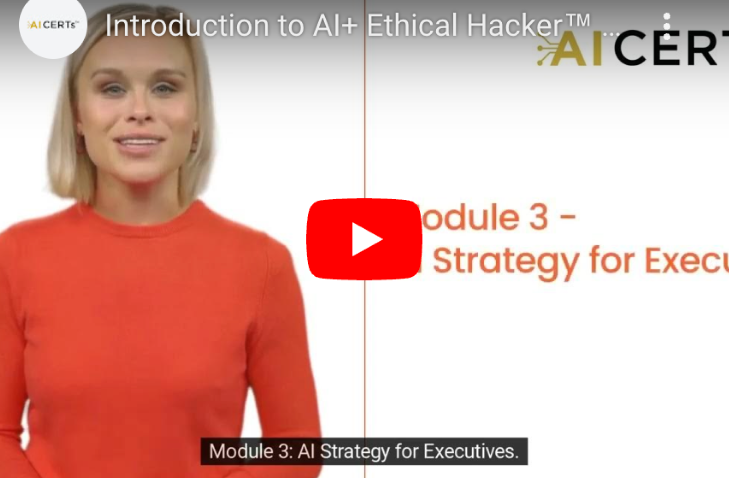 AI CERTs™
Introduction to AI+ Ethical Hacker™ ...
AI CERT
odule 3 -
Strategy for Execu
Module 3: AI Strategy for Executives.